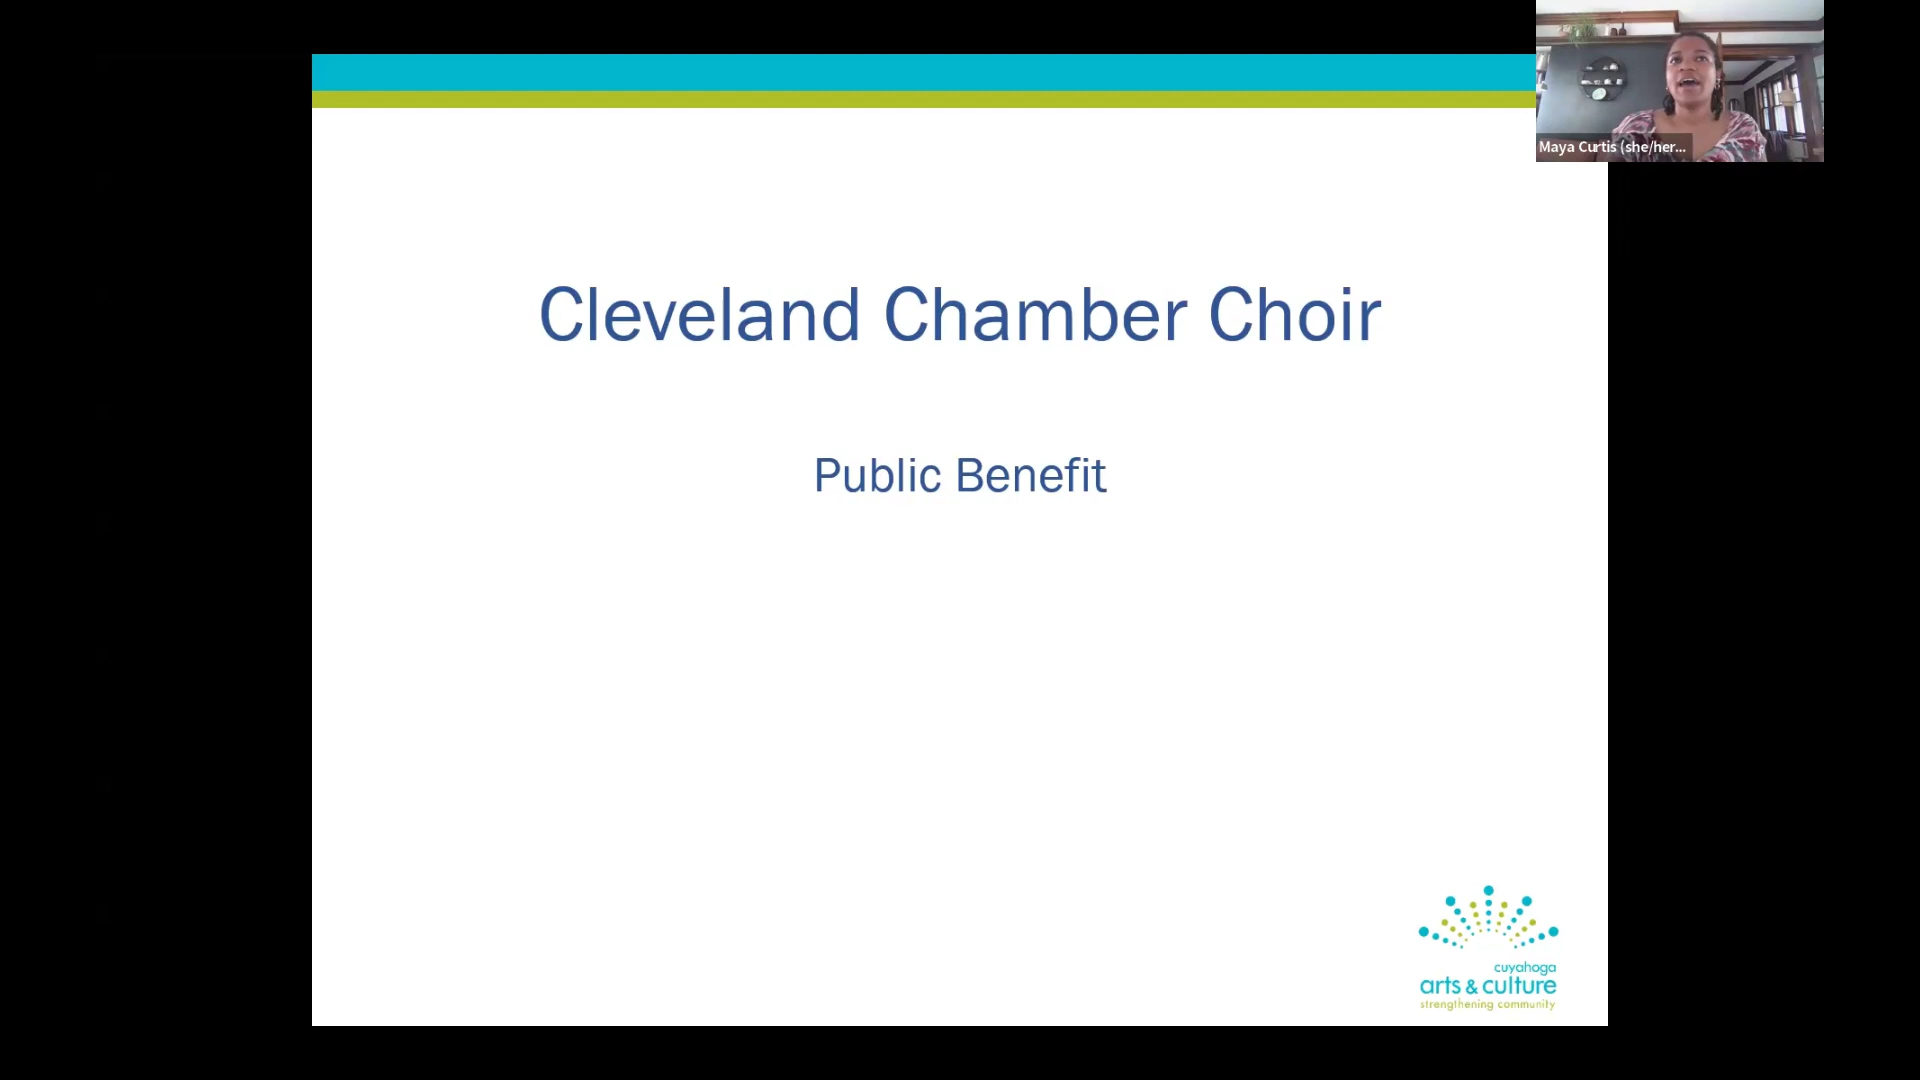 Maya Curtis (she/her...
Cleveland Chamber Choir
Public Benefit
cuyahoga
arts & culture
strengthening community